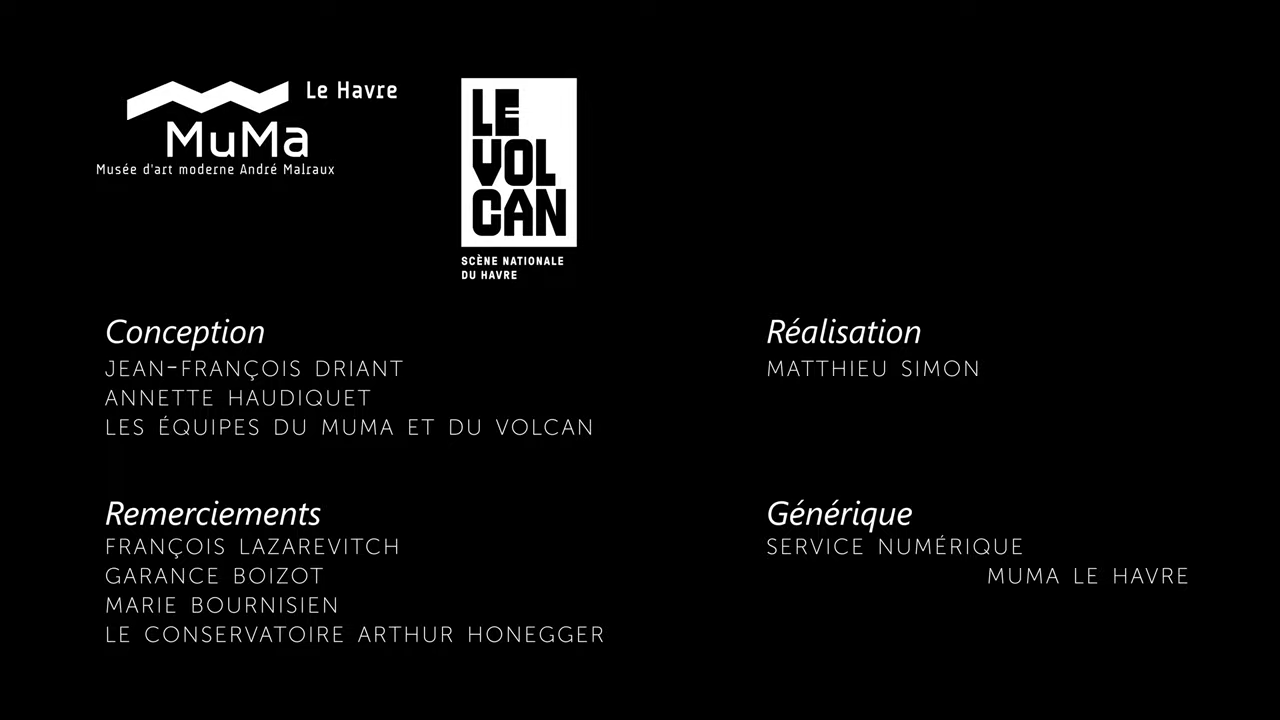 Le Havre
MuMa
Musée d'art moderne André Malraux
LE
VOL
CAN
SCÈNE NATIONALE
DU HAVRE
Conception
JEAN-FRANÇOIS DRIANT
ANNETTE HAUDIQUET
LES ÉQUIPES DU MUMA ET DU VOLCAN
Réalisation
MATTHIEU SIMON
Remerciements
FRANÇOIS LAZAREVITCH
GARANCE BOIZOT
MARIE BOURNISIEN
LE CONSERVATOIRE ARTHUR HONEGGER
Générique
SERVICE NUMÉRIQUE
MUMA LE HAVRE